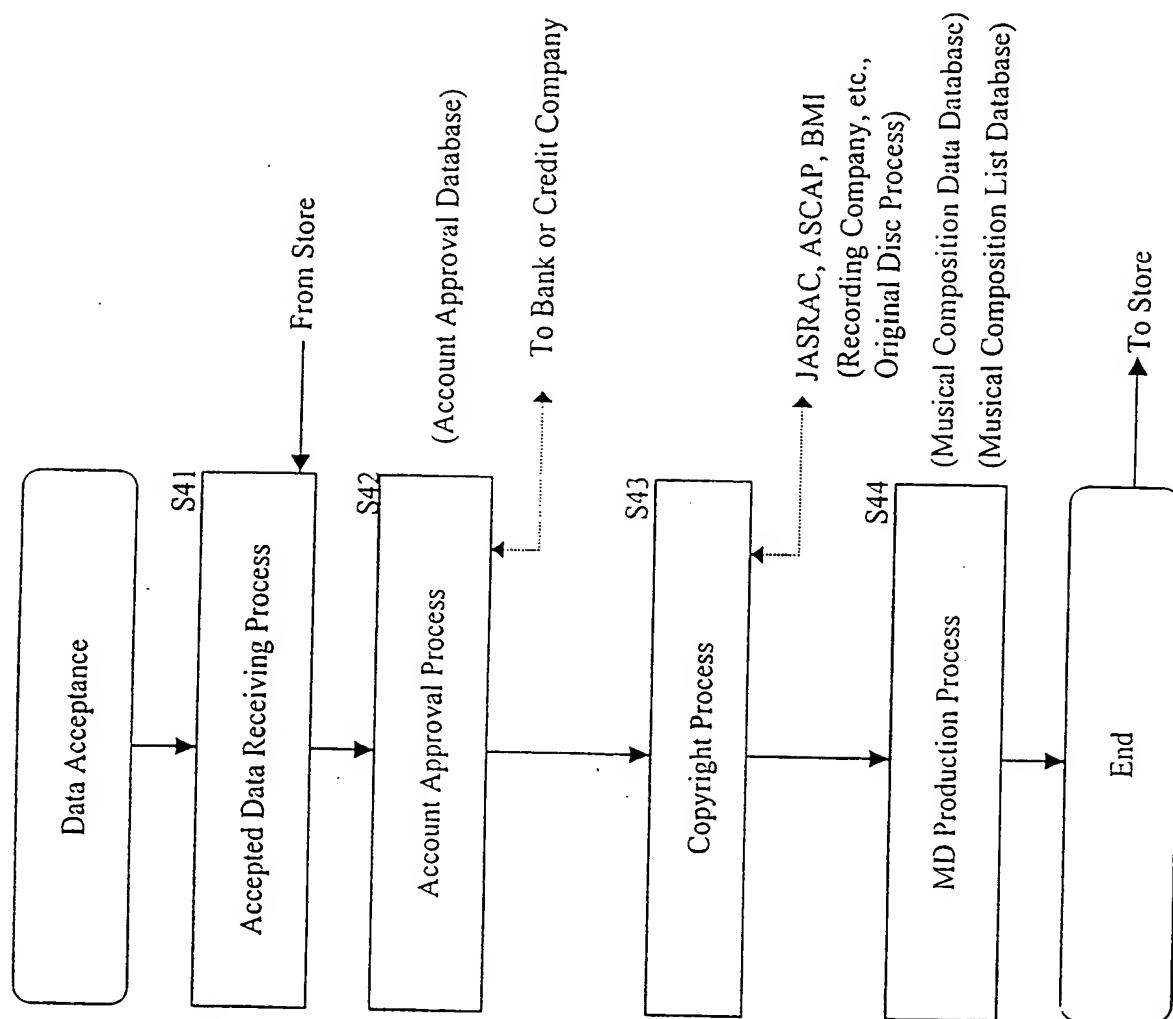 Data Acceptance
S41
Accepted Data Receiving Process
From Store
S42
Account Approval Process
(Account Approval Database)
To Bank or Credit Company
S43
Copyright Process
JASRAC, ASCAP, BMI
(Recording Company, etc.,
Original Disc Process)
S44
MD Production Process
(Musical Composition Data Database)
(Musical Composition List Database)
End
To Store